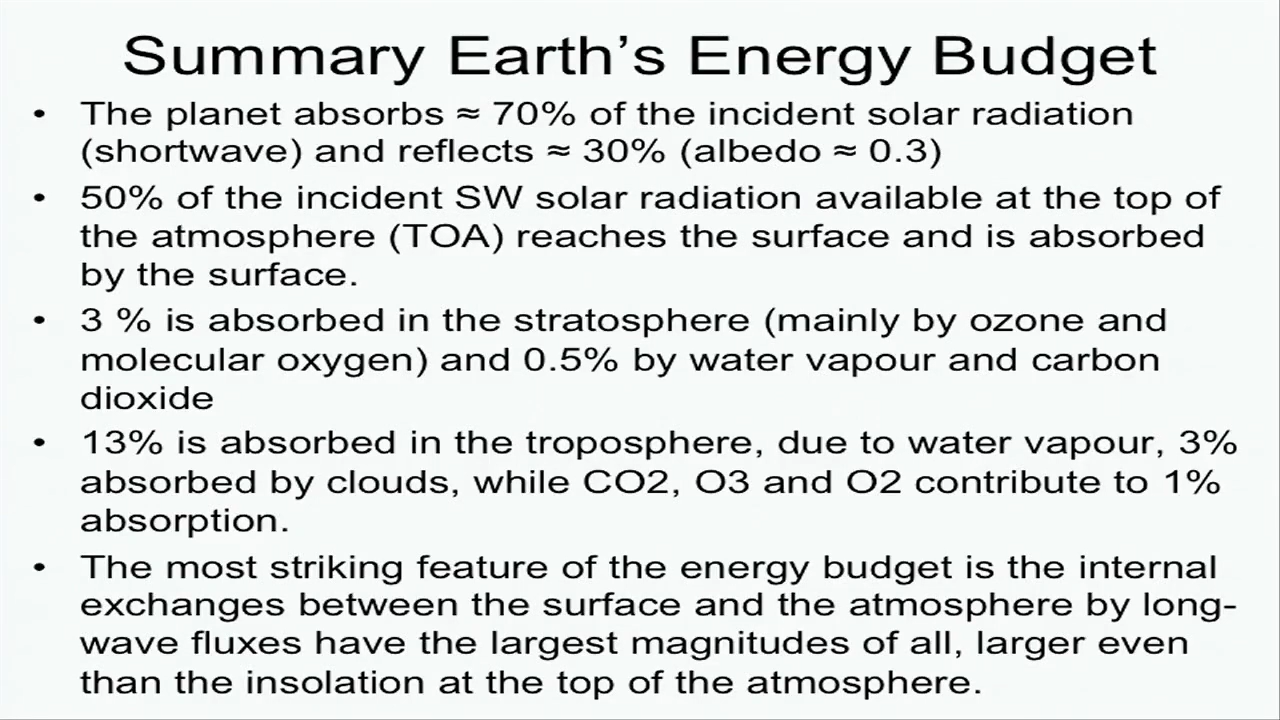 Summary Earth’s Energy Budget
• The planet absorbs ≈ 70% of the incident solar radiation
(shortwave) and reflects ≈ 30% (albedo ≈ 0.3)
• 50% of the incident SW solar radiation available at the top of
the atmosphere (TOA) reaches the surface and is absorbed
by the surface.
• 3 % is absorbed in the stratosphere (mainly by ozone and
molecular oxygen) and 0.5% by water vapour and carbon
dioxide
• 13% is absorbed in the troposphere, due to water vapour, 3%
absorbed by clouds, while CO2, O3 and O2 contribute to 1%
absorption.
• The most striking feature of the energy budget is the internal
exchanges between the surface and the atmosphere by long-
wave fluxes have the largest magnitudes of all, larger even
than the insolation at the top of the atmosphere.